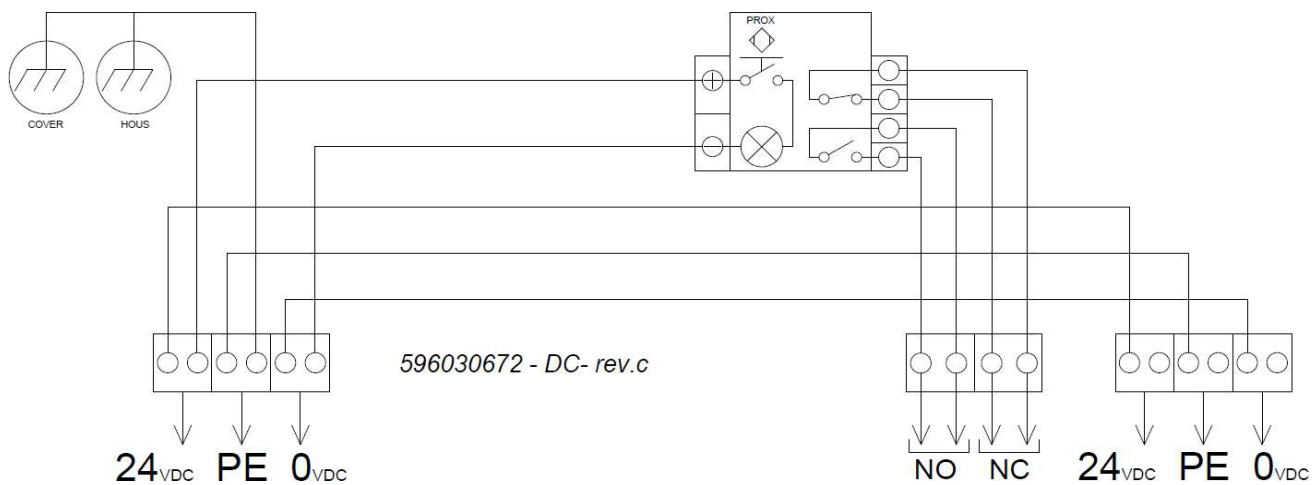 PROX
COVER
HOUS
596030672 - DC- rev.c
24VDC PE 0VDC
NO NC
24VDC PE 0VDC